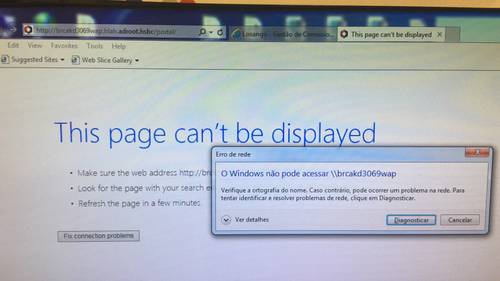 http://brcakd3069wap.hlah.adroot.hsbc/portal/
Losango - Gestão de Comissio...
This page can't be displayed
Edit View Favorites Tools Help
Suggested Sites
Web Slice Gallery
This page can't be displayed
Make sure the web address http://brc
Look for the page with your search e
Refresh the page in a few minutes.
Fix connection problems
Erro de rede
O Windows não pode acessar \\brcakd3069wap
Verifique a ortografia do nome. Caso contrário, pode ocorrer um problema na rede. Para
tentar identificar e resolver problemas de rede, clique em Diagnosticar.
Ver detalhes
Diagnosticar
Cancelar